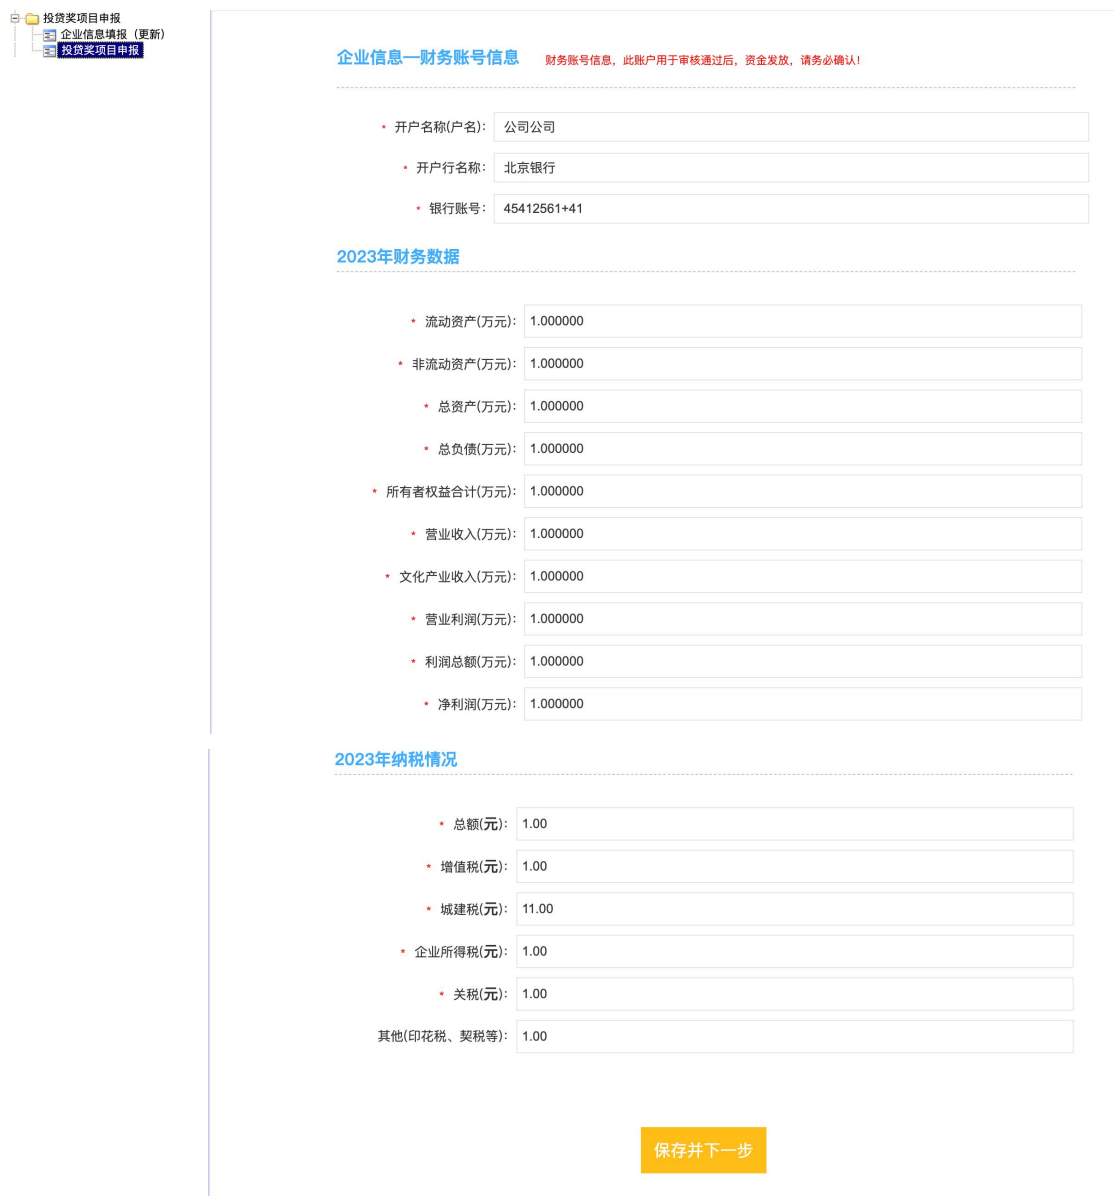 投贷奖项目申报
企业信息填报（更新）
投贷奖项目申报
企业信息—财务账号信息 财务账号信息，此账户用于审核通过后，资金发放，请务必确认！
* 开户名称(户名)： 公司公司
* 开户行名称： 北京银行
* 银行账号： 45412561+41
2023年财务数据
* 流动资产(万元)： 1.000000
* 非流动资产(万元)： 1.000000
* 总资产(万元)： 1.000000
* 总负债(万元)： 1.000000
* 所有者权益合计(万元)： 1.000000
* 营业收入(万元)： 1.000000
* 文化产业收入(万元)： 1.000000
* 营业利润(万元)： 1.000000
* 利润总额(万元)： 1.000000
* 净利润(万元)： 1.000000
2023年纳税情况
* 总额(元)： 1.00
* 增值税(元)： 1.00
* 城建税(元)： 11.00
* 企业所得税(元)： 1.00
* 关税(元)： 1.00
其他(印花税、契税等)： 1.00
保存并下一步